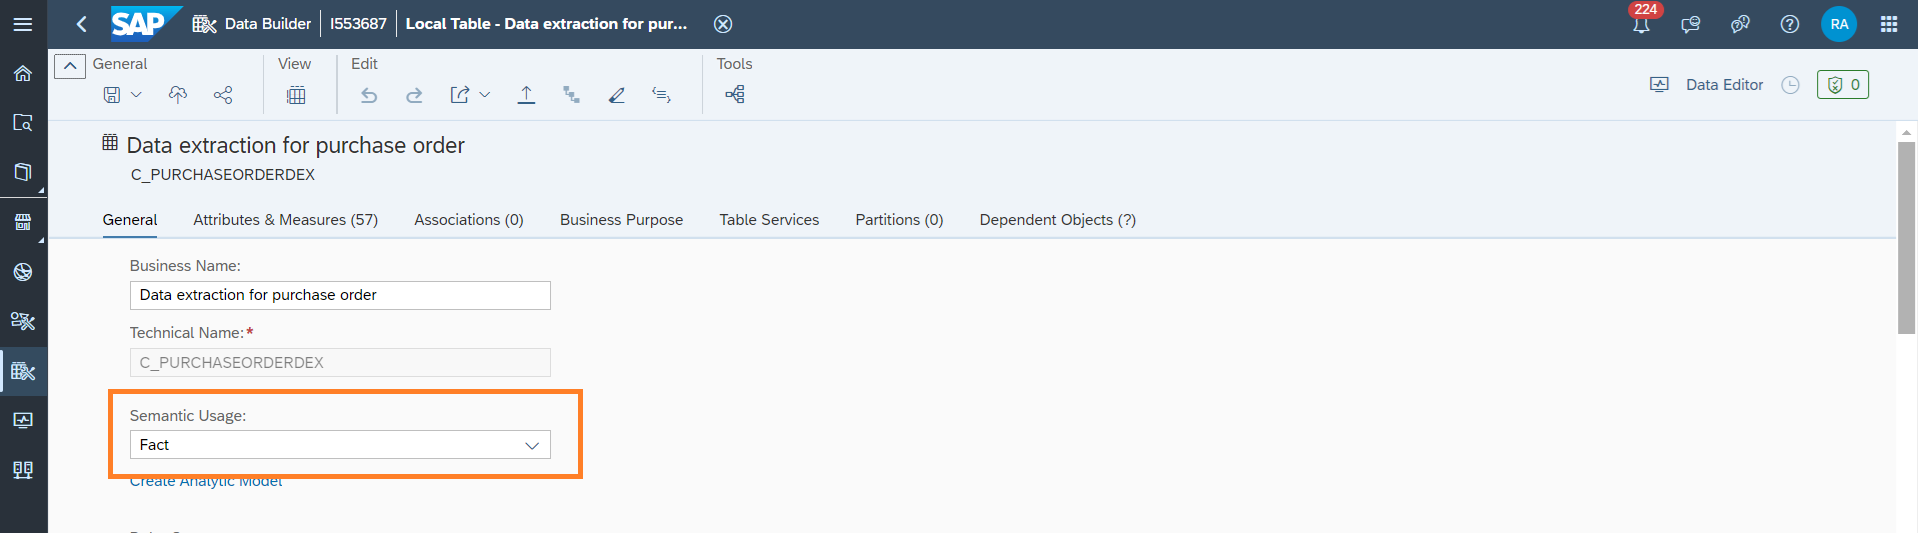 SAP Data Builder I553687 Local Table - Data extraction for pur... 224 RA
General View Edit Tools
Data Editor 0
Data extraction for purchase order
C_PURCHASEORDERDEX
General Attributes & Measures (57) Associations (0) Business Purpose Table Services Partitions (0) Dependent Objects (?)
Business Name:
Data extraction for purchase order
Technical Name:*
C_PURCHASEORDERDEX
Semantic Usage:
Fact
Create Analytic Model